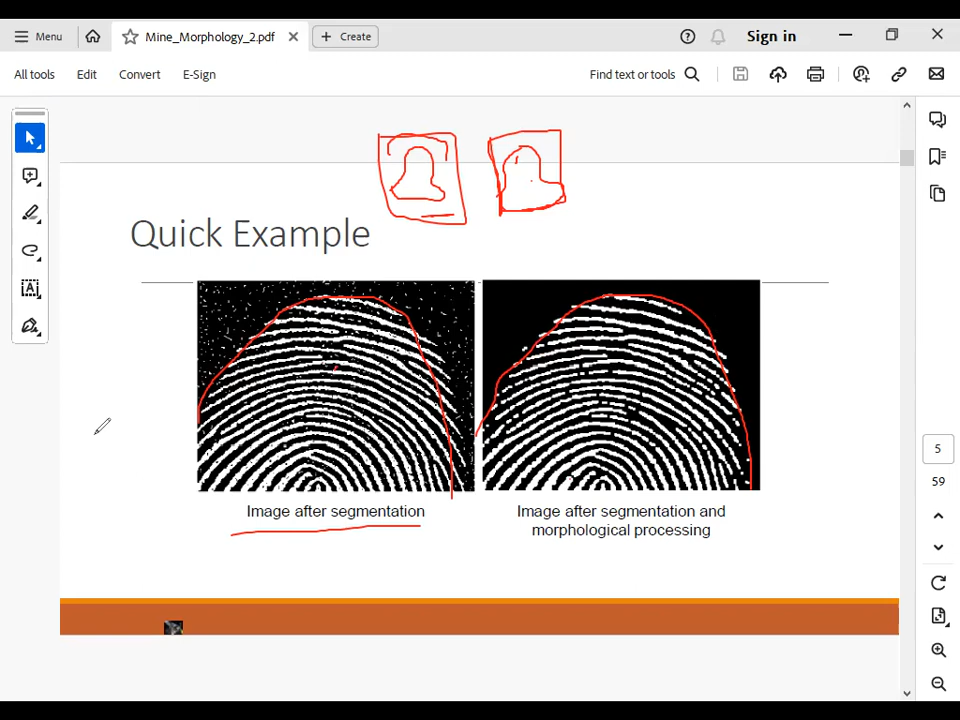 Menu
Mine_Morphology_2.pdf
Create
Sign in
All tools
Edit
Convert
E-Sign
Find text or tools
Quick Example
Image after segmentation
Image after segmentation and
morphological processing
5
59